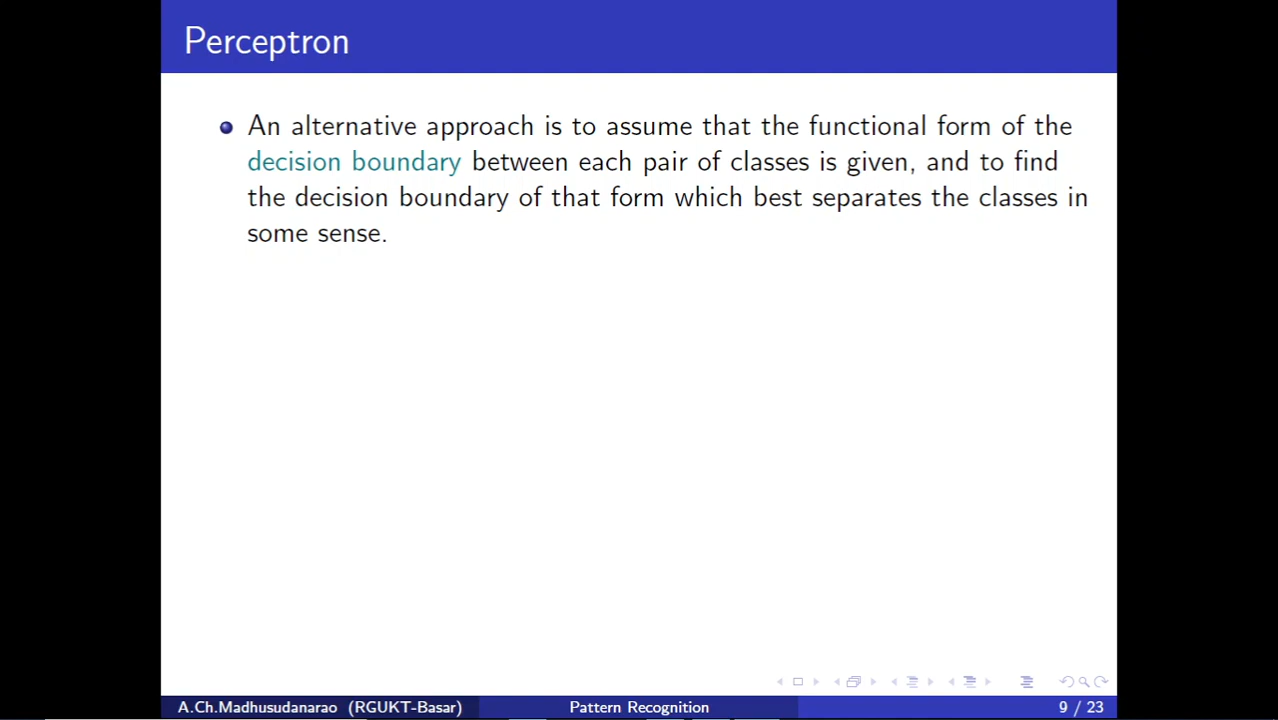 Perceptron
An alternative approach is to assume that the functional form of the
decision boundary between each pair of classes is given, and to find
the decision boundary of that form which best separates the classes in
some sense.
A.Ch.Madhusudanarao (RGUKT-Basar) Pattern Recognition 9 / 23